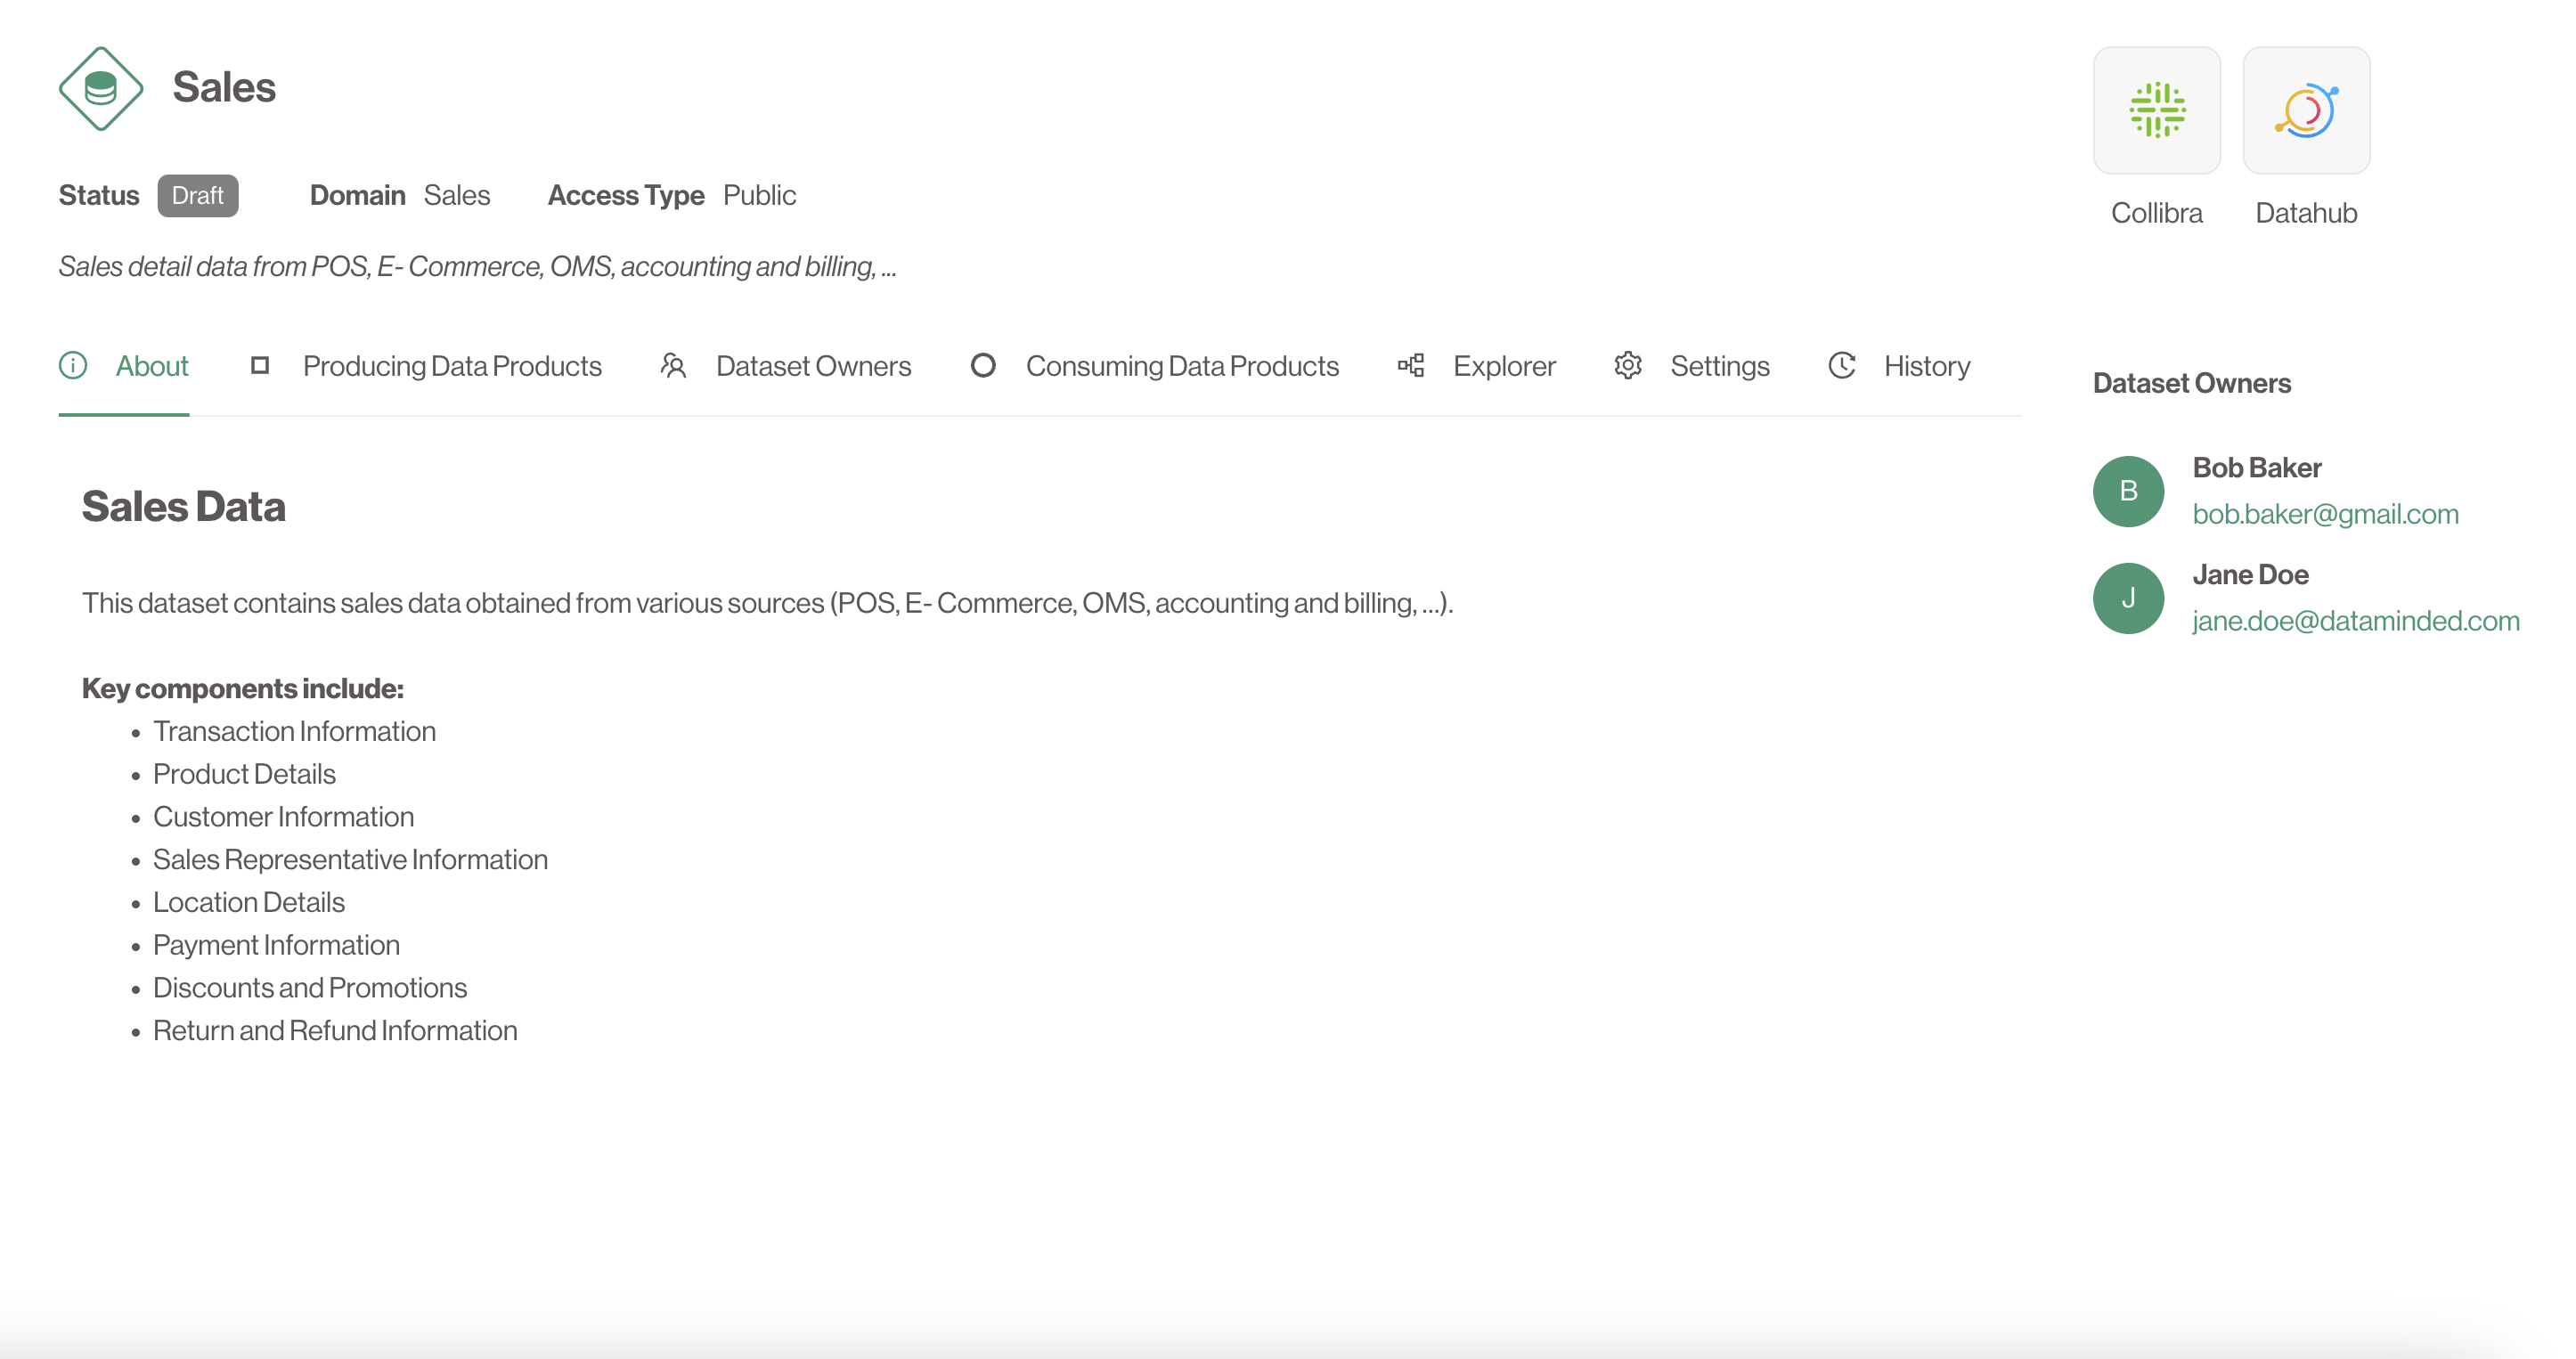 Sales
Status Draft Domain Sales Access Type Public
Sales detail data from POS, E- Commerce, OMS, accounting and billing, ...
Collibra Datahub
About Producing Data Products Dataset Owners Consuming Data Products Explorer Settings History
Sales Data
This dataset contains sales data obtained from various sources (POS, E- Commerce, OMS, accounting and billing, ...).
Key components include:
• Transaction Information
• Product Details
• Customer Information
• Sales Representative Information
• Location Details
• Payment Information
• Discounts and Promotions
• Return and Refund Information
Dataset Owners
B
Bob Baker
bob.baker@gmail.com
J
Jane Doe
jane.doe@dataminded.com